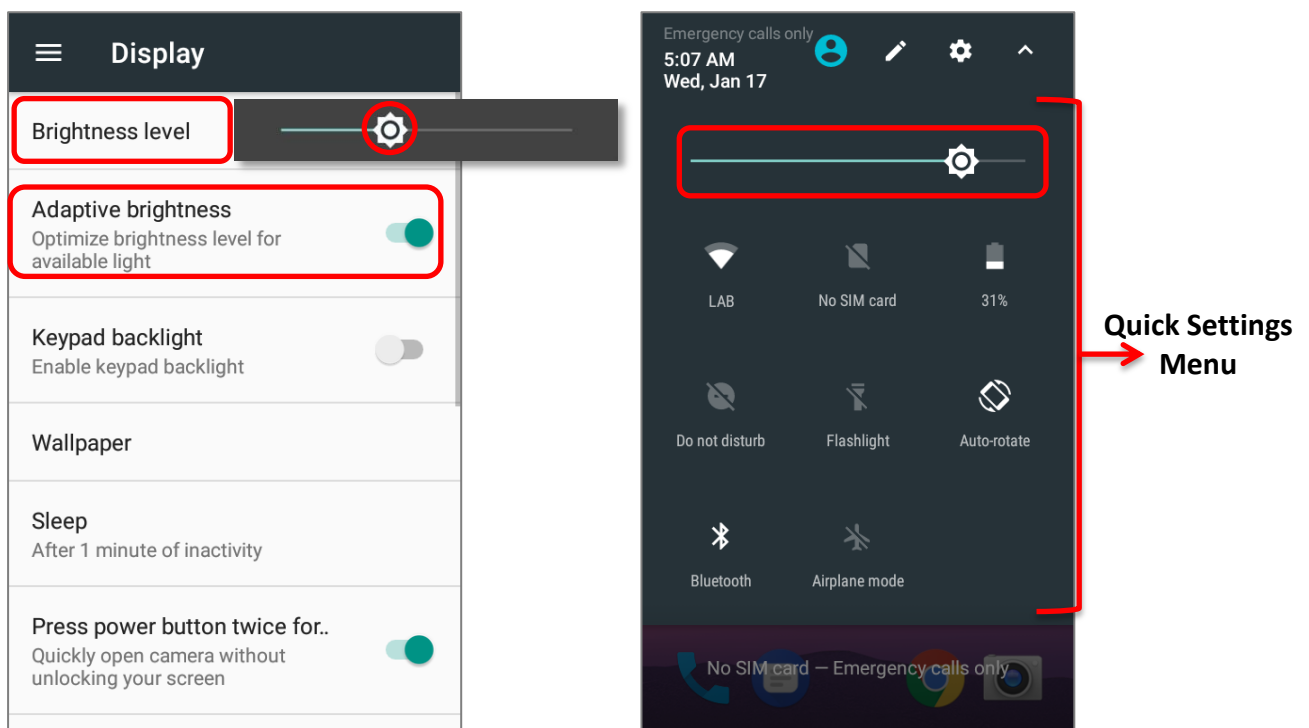 Display
Brightness level
Adaptive brightness
Optimize brightness level for
available light
Keypad backlight
Enable keypad backlight
Wallpaper
Sleep
After 1 minute of inactivity
Press power button twice for..
Quickly open camera without
unlocking your screen
Emergency calls only
5:07 AM
Wed, Jan 17
LAB
No SIM card
31%
Do not disturb
Flashlight
Auto-rotate
Bluetooth
Airplane mode
No SIM card — Emergency calls only
Quick Settings
Menu